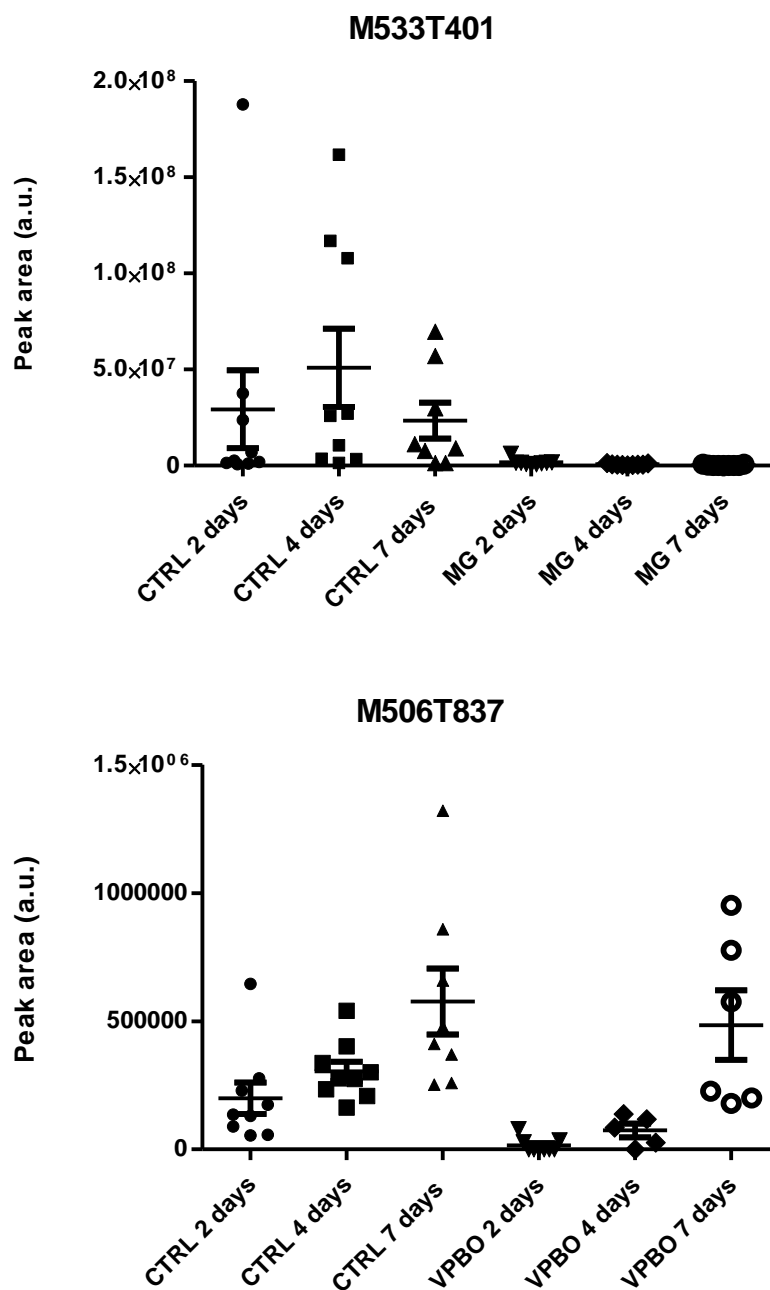 M533T401
Peak area (a.u.)
2.0×10⁸
1.5×10⁸
1.0×10⁸
5.0×10⁷
0
CTRL 2 days
CTRL 4 days
CTRL 7 days
MG 2 days
MG 4 days
MG 7 days
M506T837
Peak area (a.u.)
1.5×10⁰⁶
1000000
500000
0
CTRL 2 days
CTRL 4 days
CTRL 7 days
VPBO 2 days
VPBO 4 days
VPBO 7 days